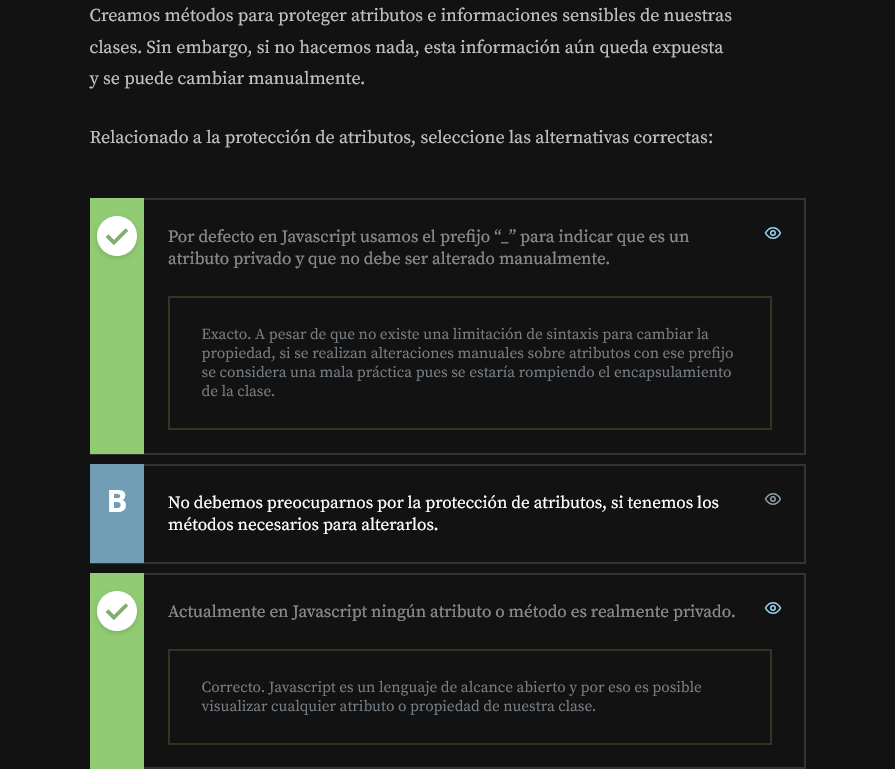 Creamos métodos para proteger atributos e informaciones sensibles de nuestras
clases. Sin embargo, si no hacemos nada, esta información aún queda expuesta
y se puede cambiar manualmente.
Relacionado a la protección de atributos, seleccione las alternativas correctas:
Por defecto en Javascript usamos el prefijo “_” para indicar que es un
atributo privado y que no debe ser alterado manualmente.
Exacto. A pesar de que no existe una limitación de sintaxis para cambiar la
propiedad, si se realizan alteraciones manuales sobre atributos con ese prefijo
se considera una mala práctica pues se estaría rompiendo el encapsulamiento
de la clase.
B
No debemos preocuparnos por la protección de atributos, si tenemos los
métodos necesarios para alterarlos.
Actualmente en Javascript ningún atributo o método es realmente privado.
Correcto. Javascript es un lenguaje de alcance abierto y por eso es posible
visualizar cualquier atributo o propiedad de nuestra clase.